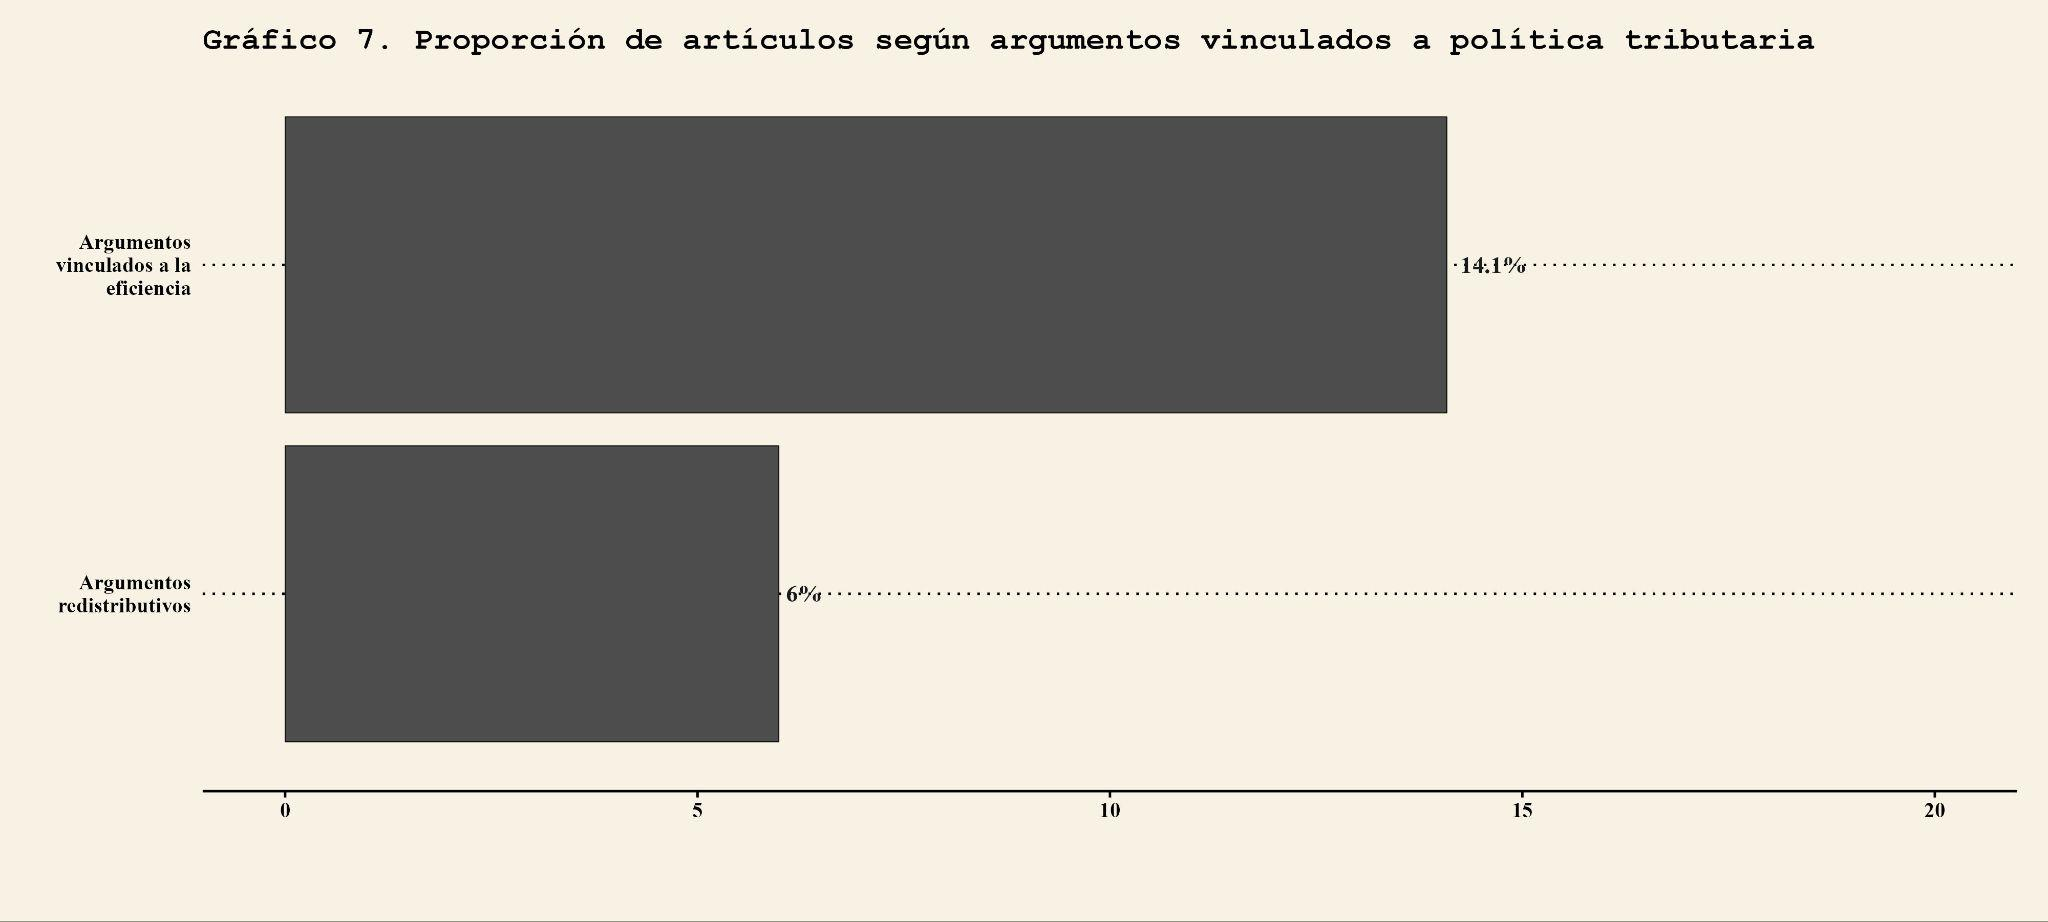 Gráfico 7. Proporción de artículos según argumentos vinculados a política tributaria
Argumentos
vinculados a la
eficiencia
14.1%
Argumentos
redistributivos
6%
0 5 10 15 20